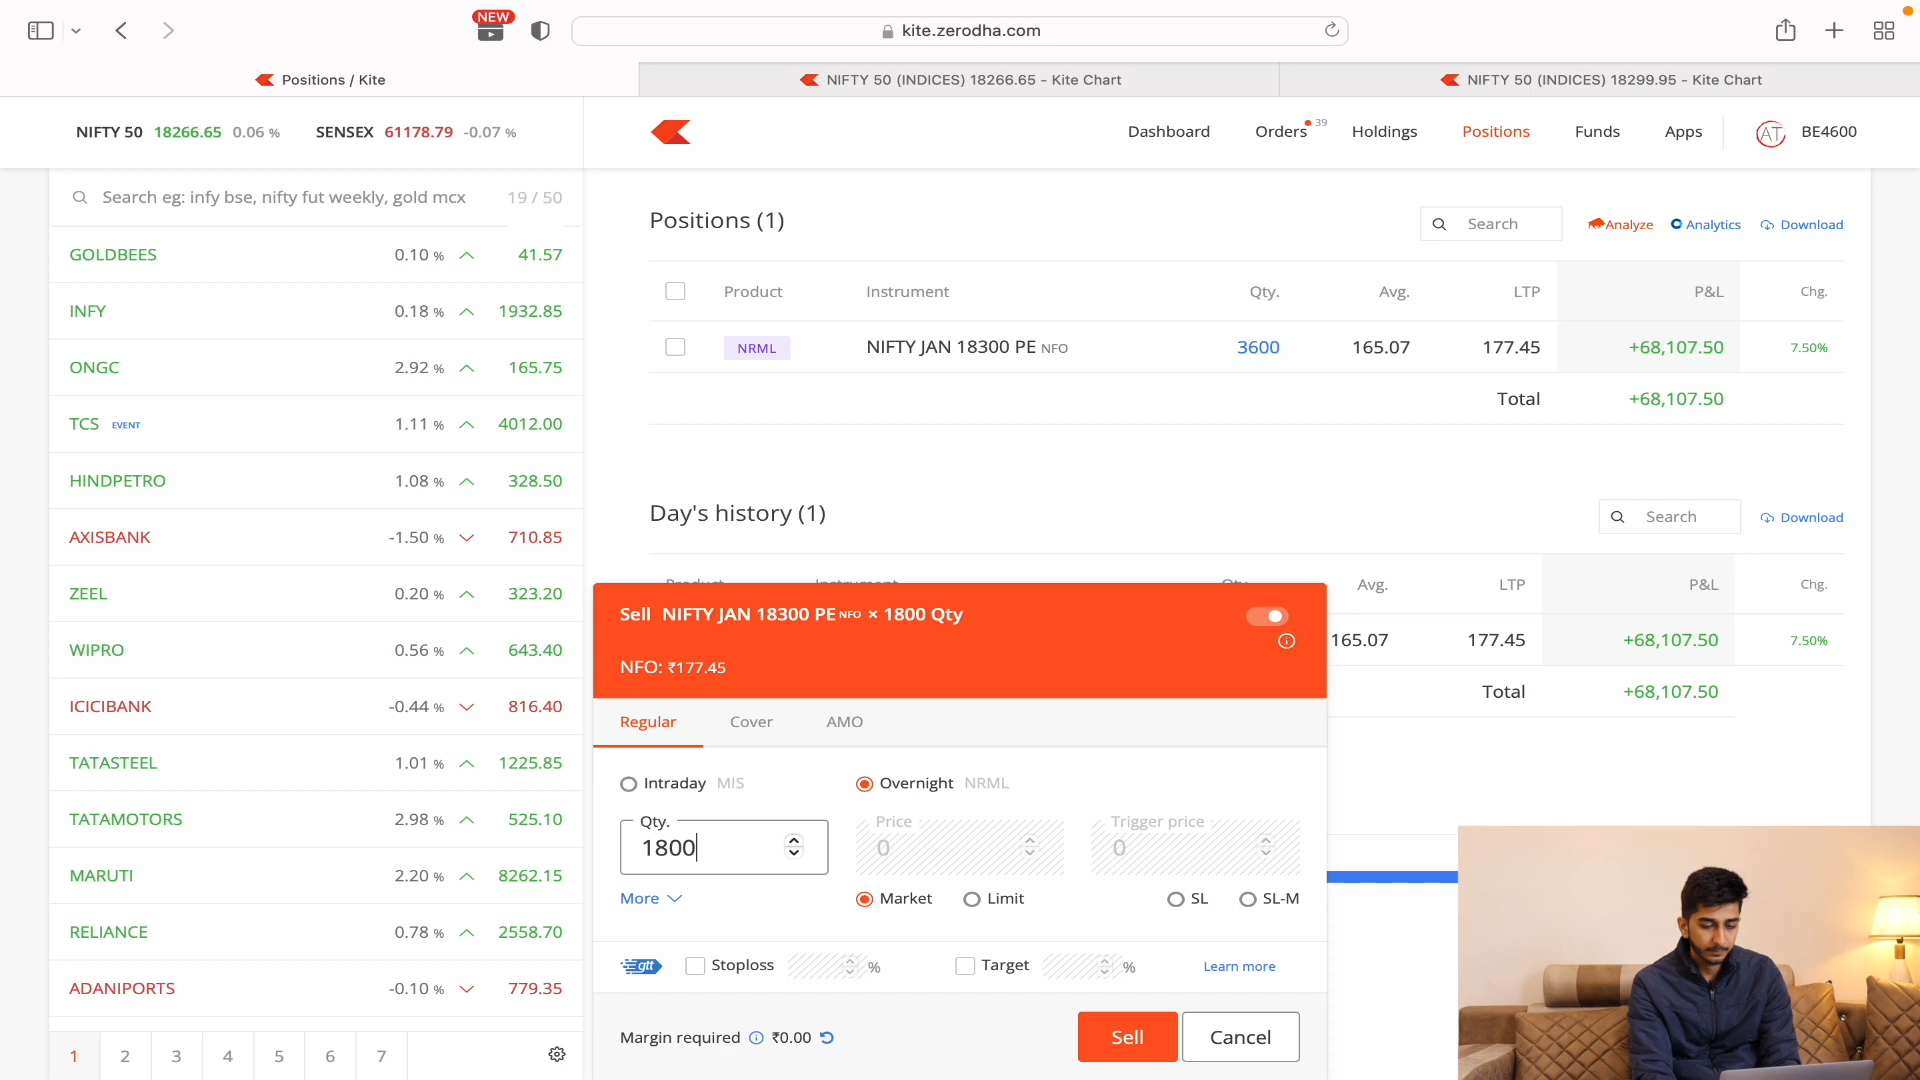 NEW
kite.zerodha.com
Positions / Kite
NIFTY 50 (INDICES) 18266.65 - Kite Chart
NIFTY 50 (INDICES) 18299.95 - Kite Chart
NIFTY 50 18266.65 0.06 %
SENSEX 61178.79 -0.07 %
Dashboard
Orders 39
Holdings
Positions
Funds
Apps
AT
BE4600
Search eg: infy bse, nifty fut weekly, gold mcx 19 / 50
GOLDBEES 0.10 % 41.57
INFY 0.18 % 1932.85
ONGC 2.92 % 165.75
TCS EVENT 1.11 % 4012.00
HINDPETRO 1.08 % 328.50
AXISBANK -1.50 % 710.85
ZEEL 0.20 % 323.20
WIPRO 0.56 % 643.40
ICICIBANK -0.44 % 816.40
TATASTEEL 1.01 % 1225.85
TATAMOTORS 2.98 % 525.10
MARUTI 2.20 % 8262.15
RELIANCE 0.78 % 2558.70
ADANIPORTS -0.10 % 779.35
1 2 3 4 5 6 7
Positions (1)
Search
Analyze
Analytics
Download
Product Instrument Qty. Avg. LTP P&L Chg.
NRML NIFTY JAN 18300 PE NFO 3600 165.07 177.45 +68,107.50 7.50%
Total +68,107.50
Day's history (1)
Search
Download
Product Instrument Qty. Avg. LTP P&L Chg.
165.07 177.45 +68,107.50 7.50%
Total +68,107.50
Sell NIFTY JAN 18300 PE NFO × 1800 Qty
NFO: ₹177.45
Regular Cover AMO
Intraday MIS
Overnight NRML
Qty. Price Trigger price
1800 0 0
More
Market Limit SL SL-M
gtt Stoploss % Target % Learn more
Margin required ₹0.00
Sell
Cancel